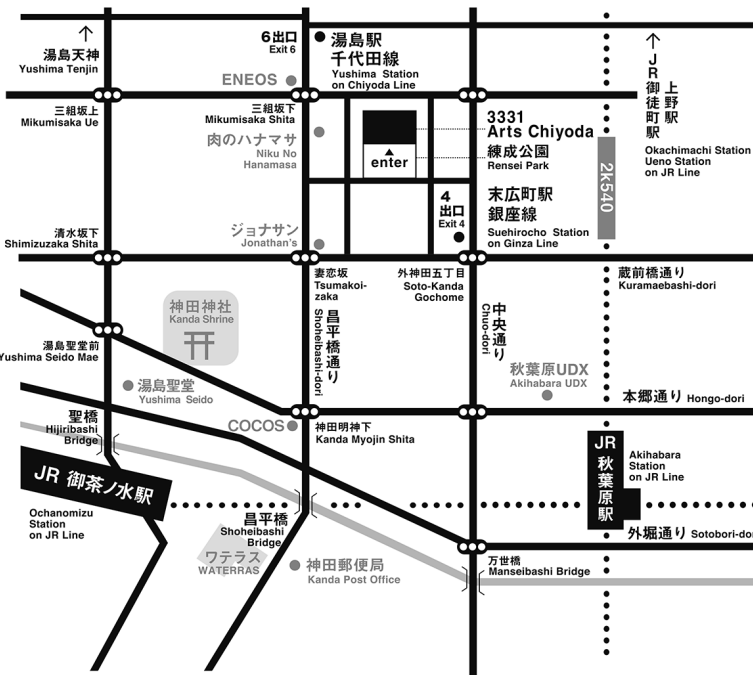 湯島天神
Yushima Tenjin
6出口
Exit 6
湯島駅
千代田線
Yushima Station
on Chiyoda Line
ENEOS
JR御徒町駅
上野駅
Okachimachi Station
Ueno Station
on JR Line
三組坂上
Mikumisaka Ue
三組坂下
Mikumisaka Shita
肉のハナマサ
Niku No
Hanamasa
enter
3331
Arts Chiyoda
練成公園
Rensei Park
2k540
4
出口
Exit 4
末広町駅
銀座線
Suehirocho Station
on Ginza Line
ジョナサン
Jonathan's
清水坂下
Shimizuzaka Shita
妻恋坂
Tsumakoi-
zaka
外神田五丁目
Soto-Kanda
Gochome
蔵前橋通り
Kuramaebashi-dori
神田神社
Kanda Shrine
昌平橋通り
Shoheibashi-dori
中央通り
Chuo-dori
湯島聖堂前
Yushima Seido Mae
湯島聖堂
Yushima Seido
秋葉原UDX
Akihabara UDX
本郷通り Hongo-dori
聖橋
Hijiribashi
Bridge
COCOS
神田明神下
Kanda Myojin Shita
JR 御茶ノ水駅
Ochanomizu
Station
on JR Line
JR
秋葉原駅
Akihabara
Station
on JR Line
昌平橋
Shoheibashi
Bridge
外堀通り Sotobori-do
ワテラス
WATERRAS
神田郵便局
Kanda Post Office
万世橋
Manseibashi Bridge